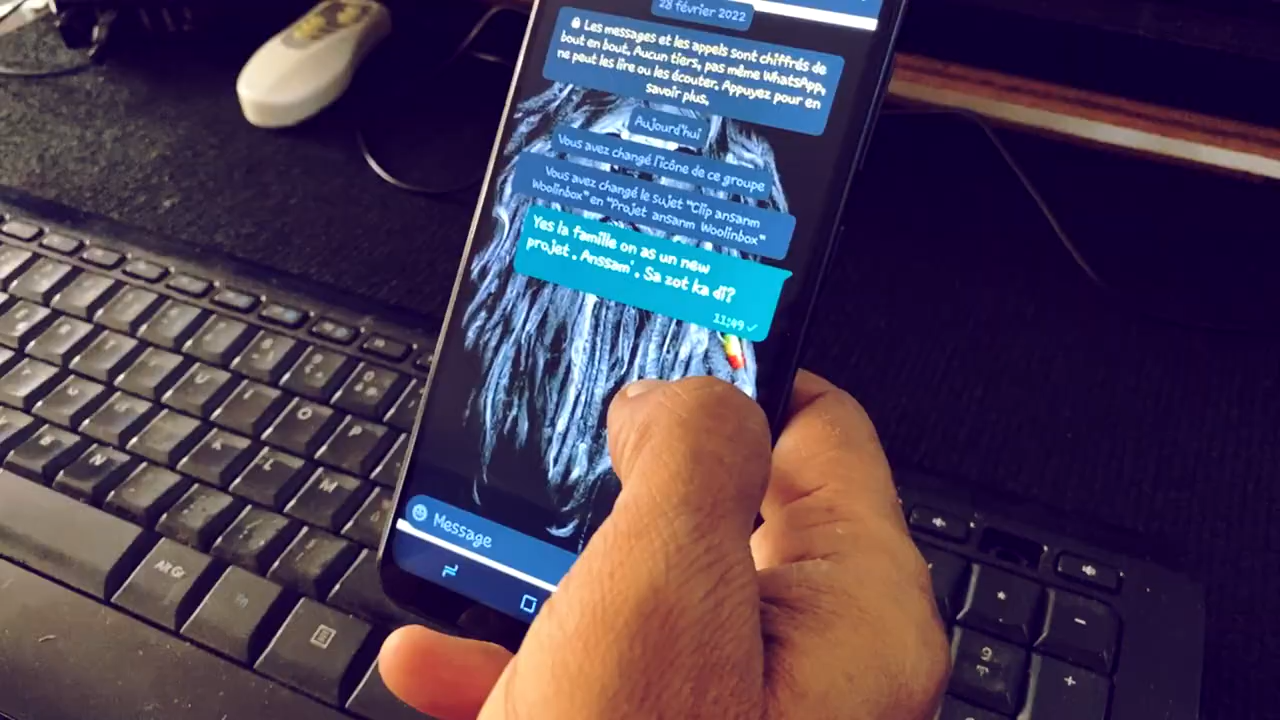 28 février 2022
Les messages et les appels sont chiffrés de
bout en bout. Aucun tiers, pas même WhatsApp,
ne peut les lire ou les écouter. Appuyez pour en
savoir plus.
Aujourd'hui
Vous avez changé l'icône de ce groupe
Vous avez changé le sujet "Clip ansanm
Woolinbox" en "Projet ansanm Woolinbox"
Yes la famille on as un new
projet . Anssam'. Sa zot ka di?
11:49
Message
U
I
O
P
K
L
M
B
N
Alt Gr
Fn
*
-
9
+